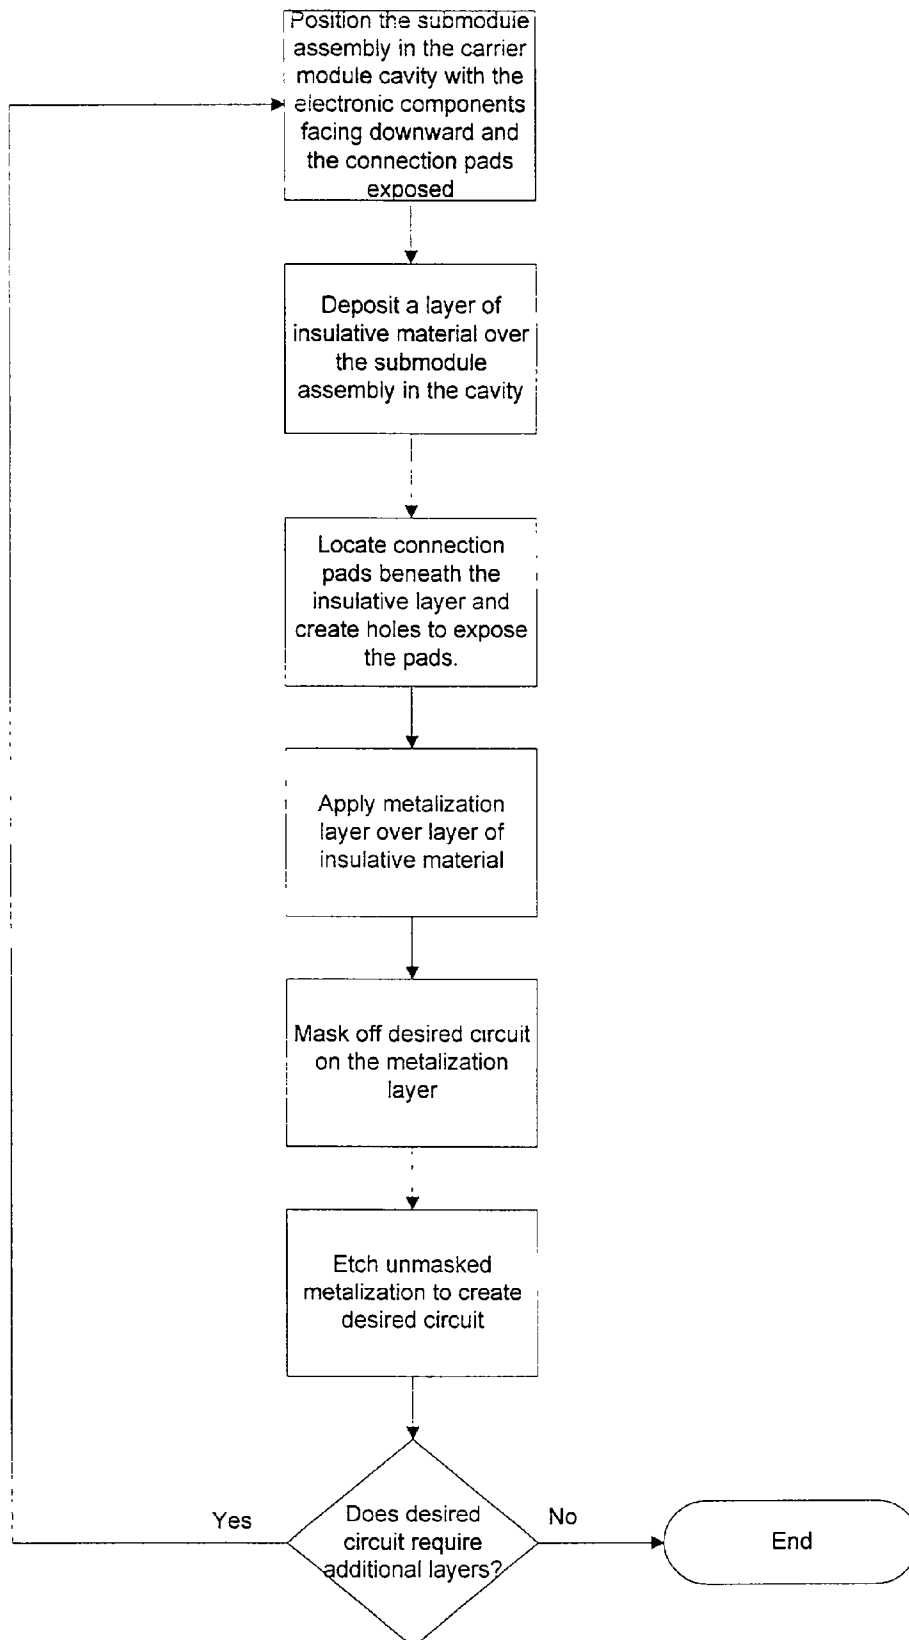 Position the submodule
assembly in the carrier
module cavity with the
electronic components
facing downward and
the connection pads
exposed
Deposit a layer of
insulative material over
the submodule
assembly in the cavity
Locate connection
pads beneath the
insulative layer and
create holes to expose
the pads.
Apply metalization
layer over layer of
insulative material
Mask off desired circuit
on the metalization
layer
Etch unmasked
metalization to create
desired circuit
Does desired
circuit require
additional layers?
Yes
No
End